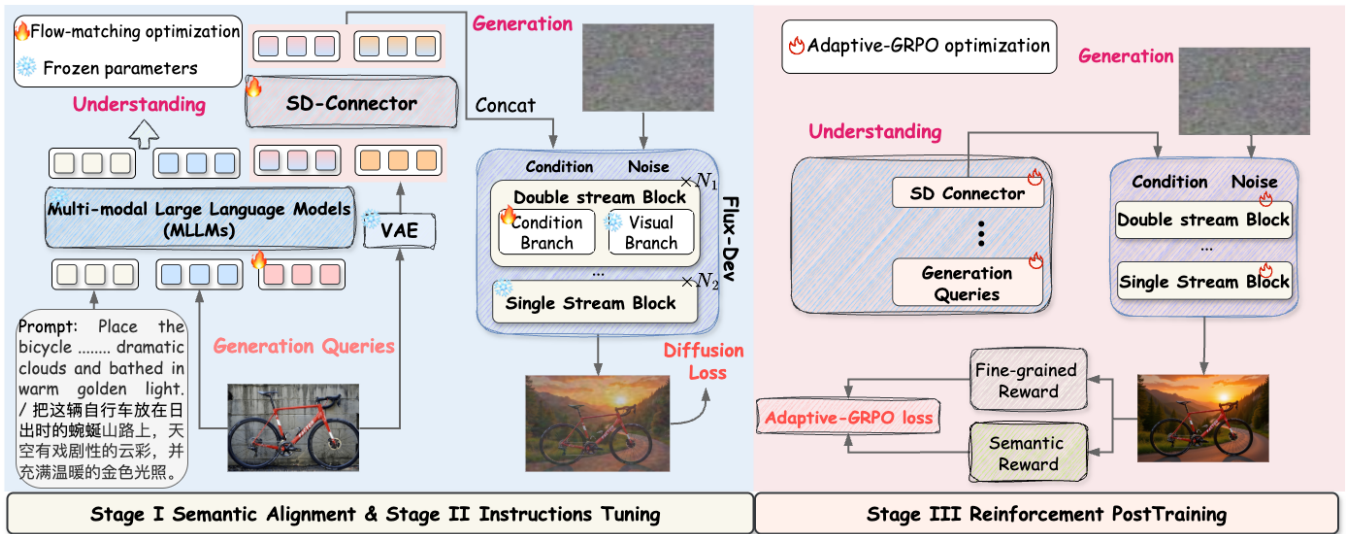 Flow-matching optimization
Frozen parameters
Understanding
SD-Connector
Generation
Concat
Multi-modal Large Language Models
(MLLMs)
VAE
Generation Queries
Prompt: Place the
bicycle ........ dramatic
clouds and bathed in
warm golden light.
/ 把这辆自行车放在日
出时的蜿蜒山路上，天
空有戏剧性的云彩，并
充满温暖的金色光照。
Condition Noise
×N1
Double stream Block
Condition
Branch
Visual
Branch
...
×N2
Single Stream Block
Flux-Dev
Diffusion
Loss
Stage I Semantic Alignment & Stage II Instructions Tuning
Adaptive-GRPO optimization
Generation
Understanding
SD Connector
Generation
Queries
Condition Noise
Double stream Block
...
Single Stream Block
Fine-grained
Reward
Adaptive-GRPO loss
Semantic
Reward
Stage III Reinforcement PostTraining